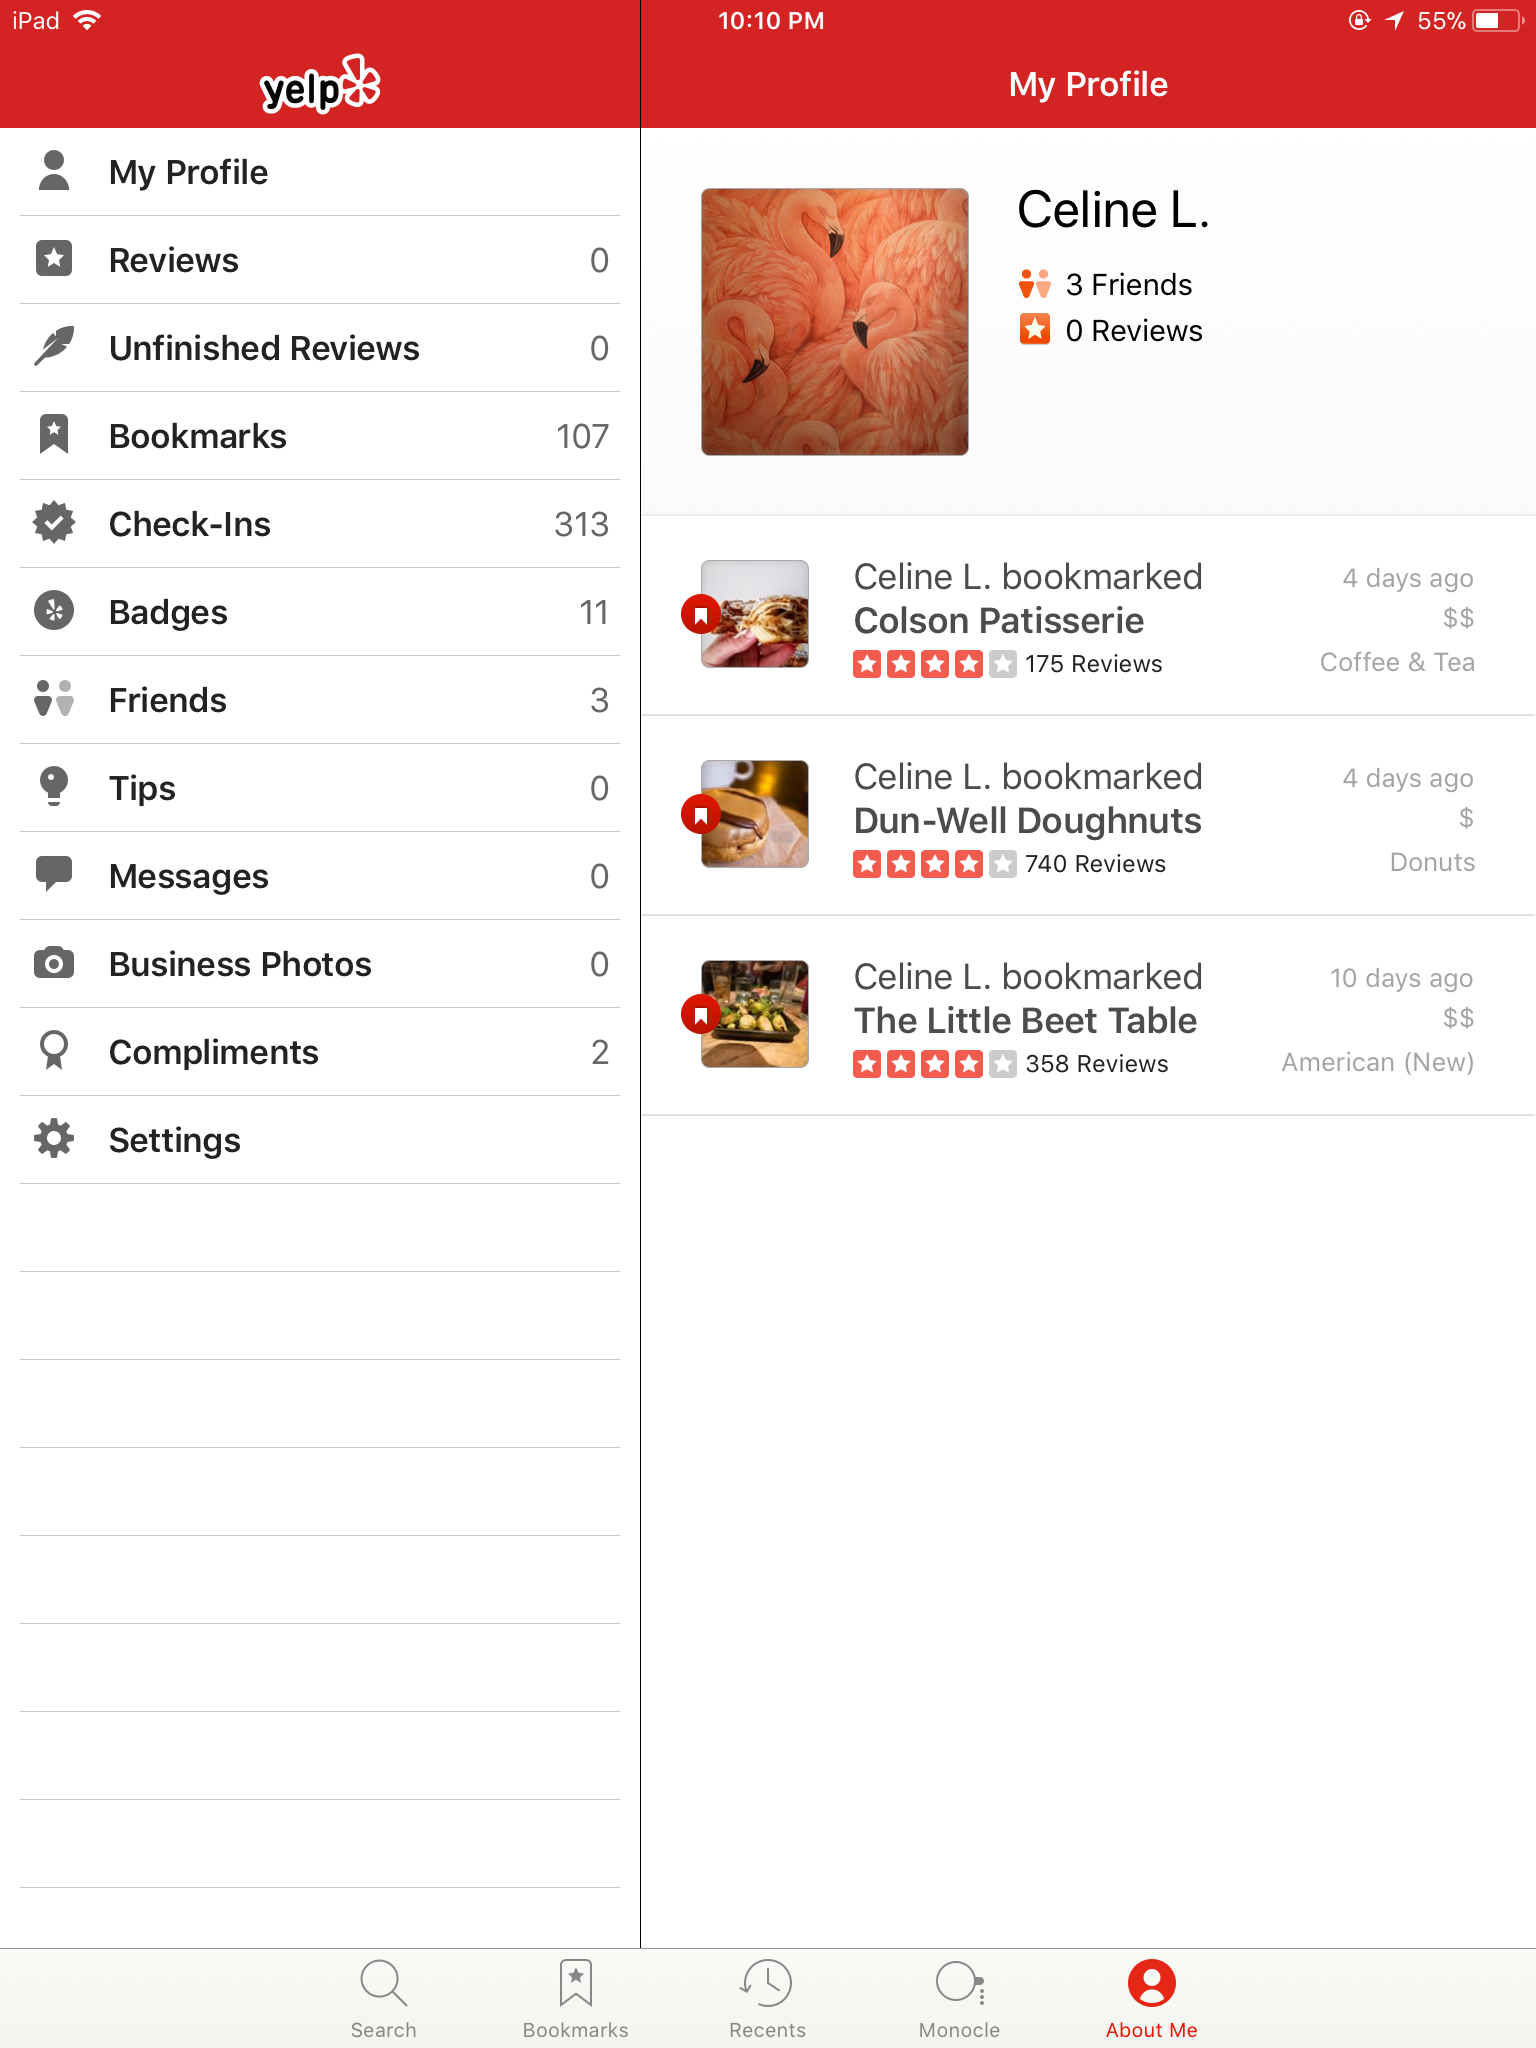 iPad
10:10 PM
55%
yelp
My Profile
My Profile
Reviews 0
Unfinished Reviews 0
Bookmarks 107
Check-Ins 313
Badges 11
Friends 3
Tips 0
Messages 0
Business Photos 0
Compliments 2
Settings
Celine L.
3 Friends
0 Reviews
Celine L. bookmarked 4 days ago
Colson Patisserie $$
175 Reviews Coffee & Tea
Celine L. bookmarked 4 days ago
Dun-Well Doughnuts $
740 Reviews Donuts
Celine L. bookmarked 10 days ago
The Little Beet Table $$
358 Reviews American (New)
Search
Bookmarks
Recents
Monocle
About Me